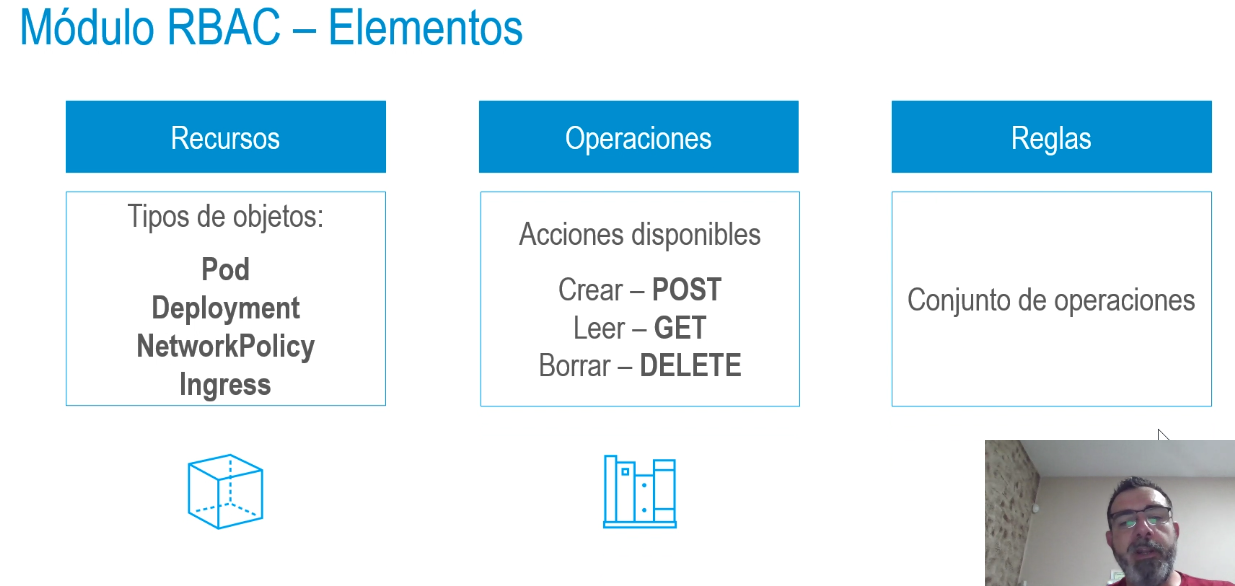 Módulo RBAC – Elementos
Recursos
Tipos de objetos:
Pod
Deployment
NetworkPolicy
Ingress
Operaciones
Acciones disponibles
Crear – POST
Leer – GET
Borrar – DELETE
Reglas
Conjunto de operaciones